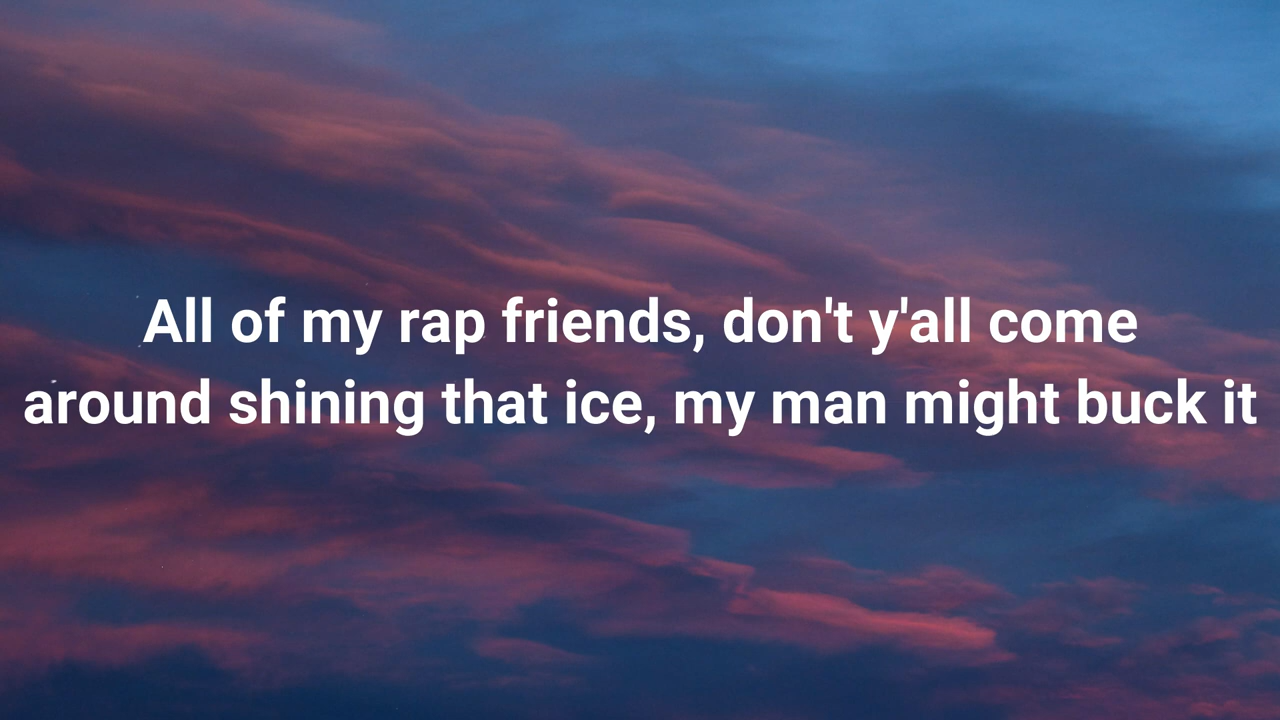 All of my rap friends, don't y'all come
around shining that ice, my man might buck it